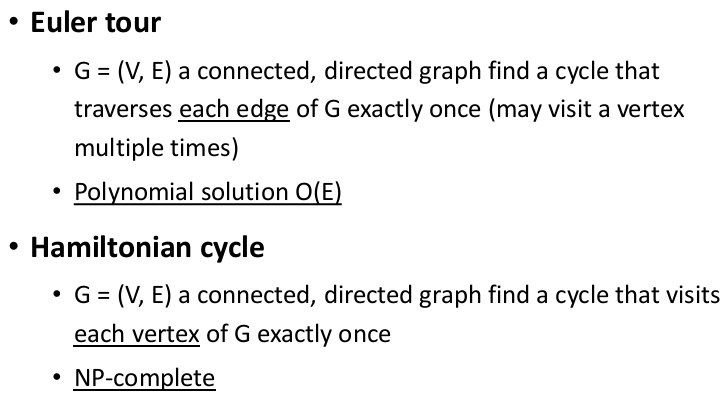 • Euler tour
• G = (V, E) a connected, directed graph find a cycle that
traverses each edge of G exactly once (may visit a vertex
multiple times)
• Polynomial solution O(E)
• Hamiltonian cycle
• G = (V, E) a connected, directed graph find a cycle that visits
each vertex of G exactly once
• NP-complete